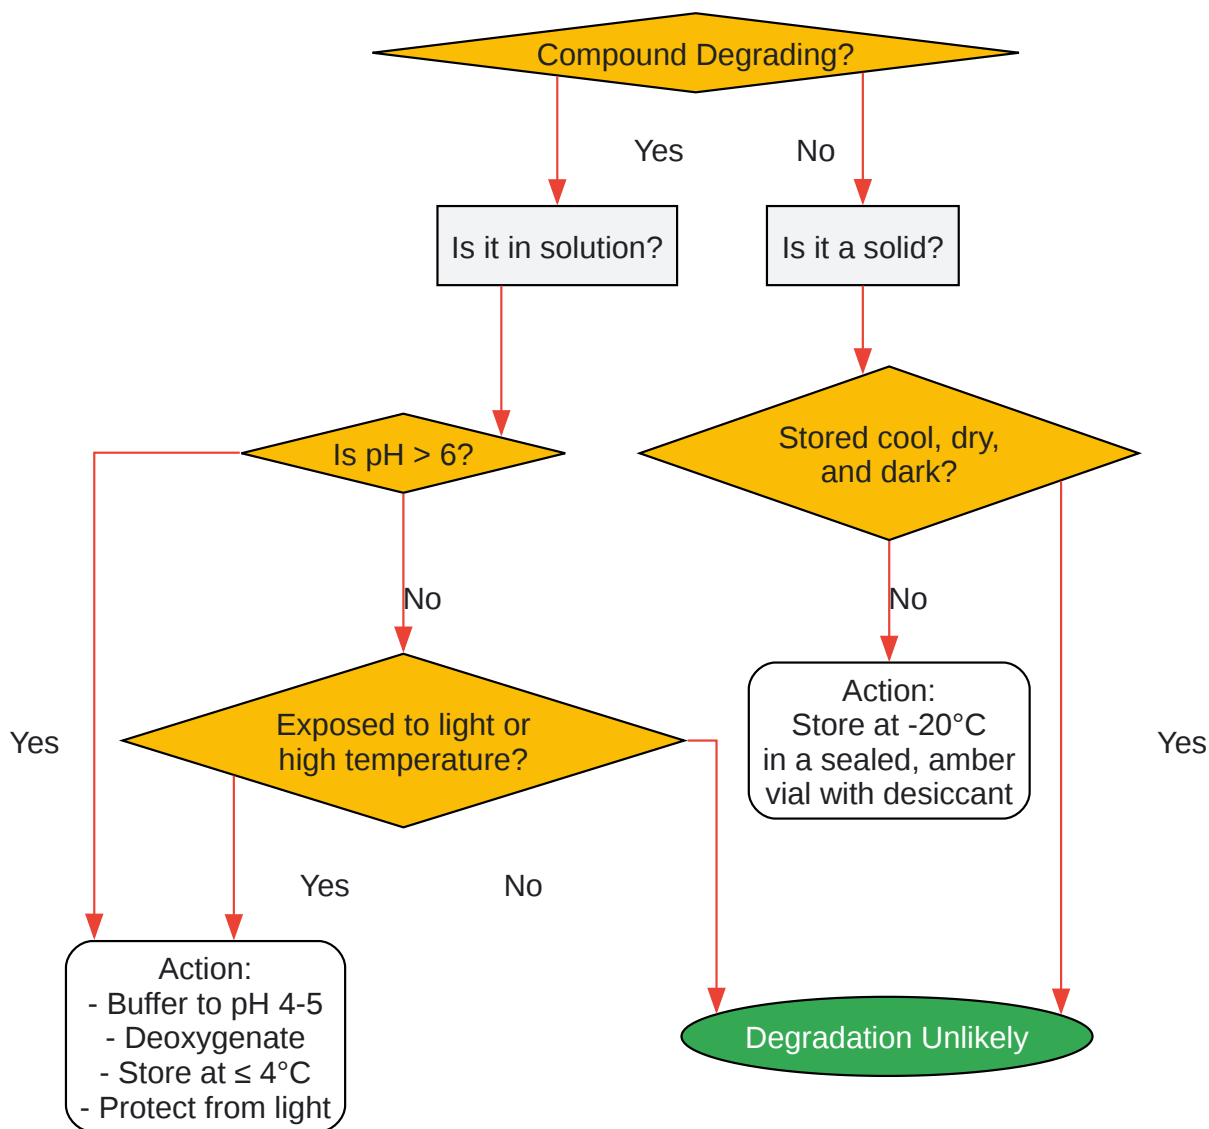 Compound Degrading?
Yes
No
Is it in solution?
Is it a solid?
Is pH > 6?
Stored cool, dry,
and dark?
No
No
Action:
Store at -20°C
in a sealed, amber
vial with desiccant
Exposed to light or
high temperature?
Yes
Yes
Yes
No
Action:
- Buffer to pH 4-5
- Deoxygenate
- Store at ≤ 4°C
- Protect from light
Degradation Unlikely